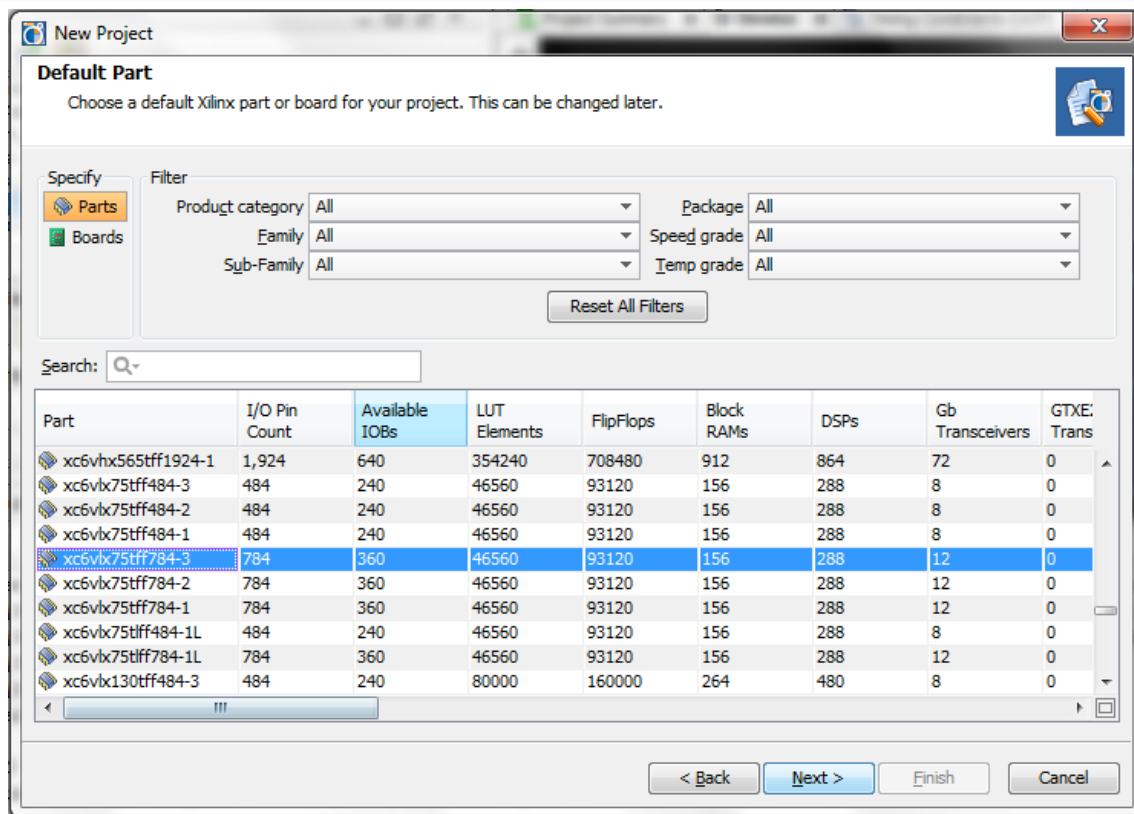 New Project
Default Part
Choose a default Xilinx part or board for your project. This can be changed later.
Specify
Filter
Parts
Boards
Product category All
Package All
Family All
Speed grade All
Sub-Family All
Temp grade All
Reset All Filters
Search:
Part I/O Pin Count Available IOBs LUT Elements FlipFlops Block RAMs DSPs Gb Transceivers GTXE2 Trans
xc6vhx565tff1924-1 1,924 640 354240 708480 912 864 72 0
xc6vlx75tff484-3 484 240 46560 93120 156 288 8 0
xc6vlx75tff484-2 484 240 46560 93120 156 288 8 0
xc6vlx75tff484-1 484 240 46560 93120 156 288 8 0
xc6vlx75tff784-3 784 360 46560 93120 156 288 12 0
xc6vlx75tff784-2 784 360 46560 93120 156 288 12 0
xc6vlx75tff784-1 784 360 46560 93120 156 288 12 0
xc6vlx75tlff484-1L 484 240 46560 93120 156 288 8 0
xc6vlx75tlff784-1L 784 360 46560 93120 156 288 12 0
xc6vlx130tff484-3 484 240 80000 160000 264 480 8 0
< Back
Next >
Finish
Cancel